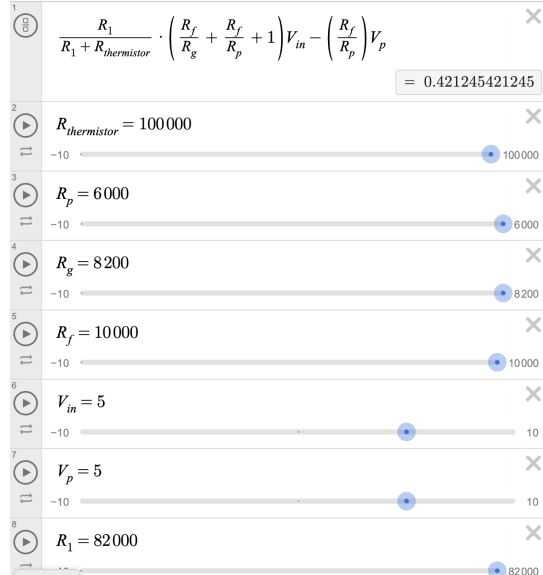 1
R_1 / (R_1 + R_thermistor) · (R_f / R_g + R_f / R_p + 1) V_in − (R_f / R_p) V_p
= 0.421245421245
2
R_thermistor = 100000
−10 100000
3
R_p = 6000
−10 6000
4
R_g = 8200
−10 8200
5
R_f = 10000
−10 10000
6
V_in = 5
−10 10
7
V_p = 5
−10 10
8
R_1 = 82000
82000